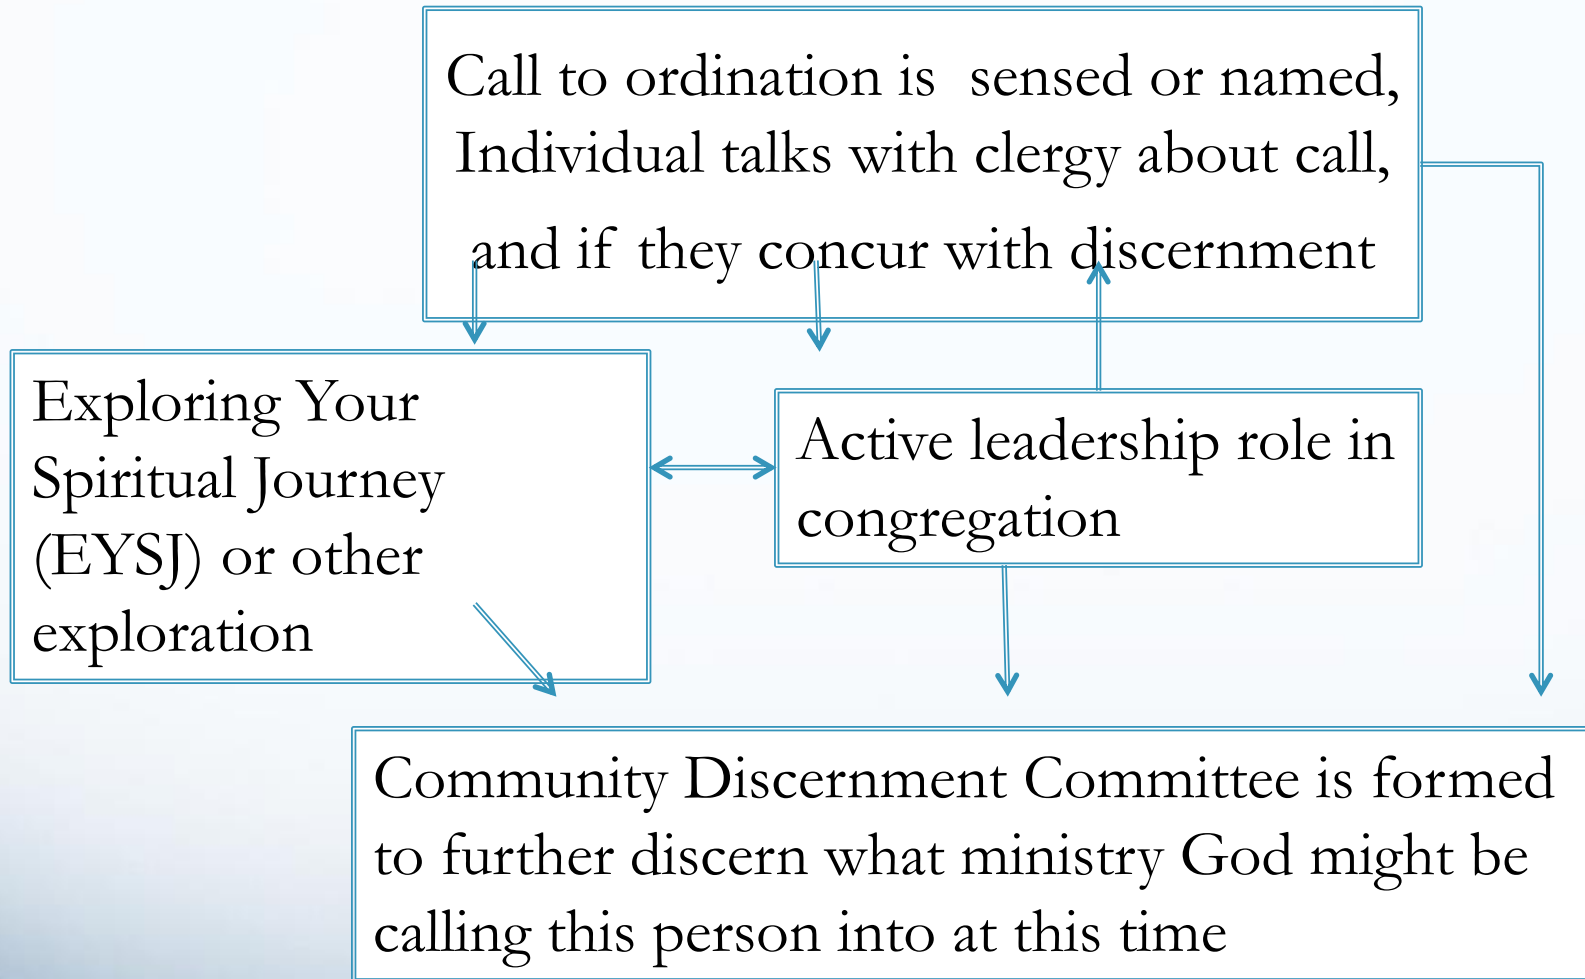 Call to ordination is sensed or named,
Individual talks with clergy about call,
and if they concur with discernment
Exploring Your
Spiritual Journey
(EYSJ) or other
exploration
Active leadership role in
congregation
Community Discernment Committee is formed
to further discern what ministry God might be
calling this person into at this time